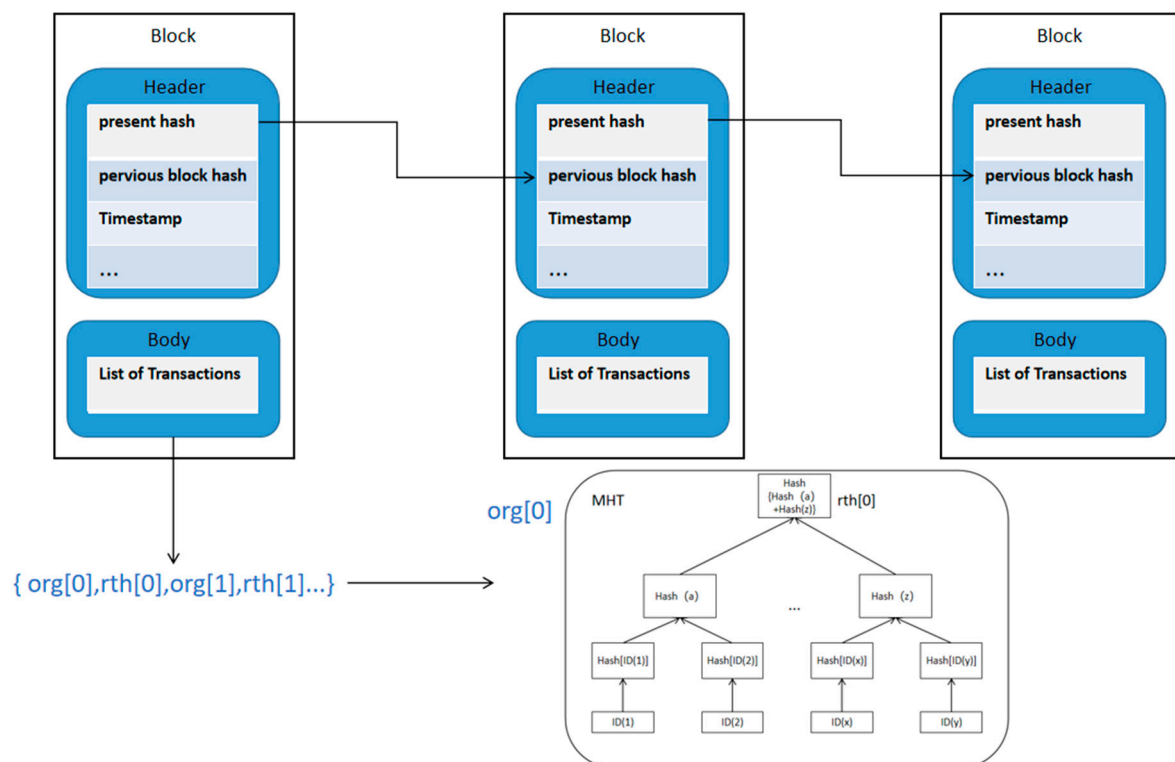 Block
Header
present hash
pervious block hash
Timestamp
...
Body
List of Transactions
Block
Header
present hash
pervious block hash
Timestamp
...
Body
List of Transactions
Block
Header
present hash
pervious block hash
Timestamp
...
Body
List of Transactions
{ org[0],rth[0],org[1],rth[1]...}
org[0]
MHT
Hash
{Hash (a)
+Hash(z)}
rth[0]
Hash (a)
...
Hash (z)
Hash[ID(1)]
Hash[ID(2)]
Hash[ID(x)]
Hash[ID(y)]
ID(1)
ID(2)
ID(x)
ID(y)